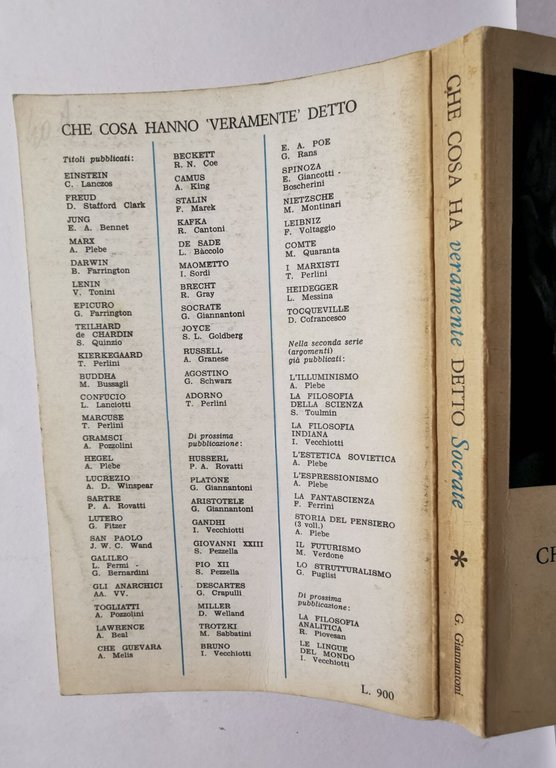 CHE COSA HANNO 'VERAMENTE' DETTO
Titoli pubblicati:
EINSTEIN
C. Lanczos
FREUD
D. Stafford Clark
JUNG
E. A. Bennet
MARX
A. Plebe
DARWIN
B. Farrington
LENIN
V. Tonini
EPICURO
G. Farrington
TEILHARD
de CHARDIN
S. Quinzio
KIERKEGAARD
T. Perlini
BUDDHA
M. Bussagli
CONFUCIO
L. Lanciotti
MARCUSE
T. Perlini
GRAMSCI
A. Pozzolini
HEGEL
A. Plebe
LUCREZIO
A. D. Winspear
SARTRE
P. A. Rovatti
LUTERO
G. Fitzer
SAN PAOLO
J. W. C. Wand
GALILEO
L. Fermi -
G. Bernardini
GLI ANARCHICI
AA. VV.
TOGLIATTI
A. Pozzolini
LAWRENCE
A. Beal
CHE GUEVARA
A. Melis
BECKETT
R. N. Coe
CAMUS
A. King
STALIN
F. Marek
KAFKA
R. Cantoni
DE SADE
L. Bàccolo
MAOMETTO
I. Sordi
BRECHT
R. Gray
SOCRATE
G. Giannantoni
JOYCE
S. L. Goldberg
RUSSELL
A. Granese
AGOSTINO
G. Schwarz
ADORNO
T. Perlini
Di prossima
pubblicazione:
HUSSERL
P. A. Rovatti
PLATONE
G. Giannantoni
ARISTOTELE
G. Giannantoni
GANDHI
I. Vecchiotti
GIOVANNI XXIII
S. Pezzella
PIO XII
S. Pezzella
DESCARTES
G. Crapulli
MILLER
D. Welland
TROTZKI
M. Sabbatini
BRUNO
I. Vecchiotti
E. A. POE
G. Rans
SPINOZA
E. Giancotti -
Boscherini
NIETZSCHE
M. Montinari
LEIBNIZ
F. Voltaggio
COMTE
M. Quaranta
I MARXISTI
T. Perlini
HEIDEGGER
L. Messina
TOCQUEVILLE
D. Cofrancesco
Nella seconda serie
(argomenti)
già pubblicati:
L'ILLUMINISMO
A. Plebe
LA FILOSOFIA
DELLA SCIENZA
S. Toulmin
LA FILOSOFIA
INDIANA
I. Vecchiotti
L'ESTETICA SOVIETICA
A. Plebe
L'ESPRESSIONISMO
A. Plebe
LA FANTASCIENZA
F. Ferrini
STORIA DEL PENSIERO
(3 voll.)
A. Plebe
IL FUTURISMO
M. Verdone
LO STRUTTURALISMO
G. Puglisi
Di prossima
pubblicazione:
LA FILOSOFIA
ANALITICA
R. Piovesan
LE LINGUE
DEL MONDO
I. Vecchiotti
L. 900
CHE COSA HA veramente DETTO Socrate * G. Giannantoni
CH